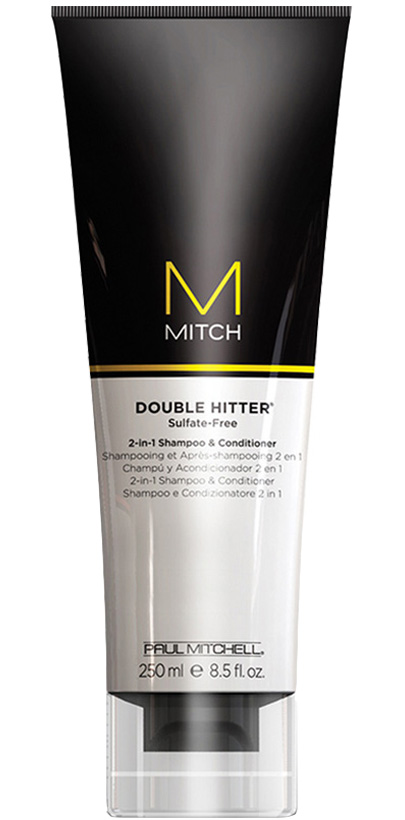 M
MITCH
DOUBLE HITTER®
Sulfate-Free
2-in-1 Shampoo & Conditioner
Shampooing et Après-shampooing 2 en 1
Champú y Acondicionador 2 en 1
2-in-1 Shampoo & Conditioner
Shampoo e Condizionatore 2 in 1
PAUL MITCHELL®
250 ml ℮ 8.5 fl. oz.